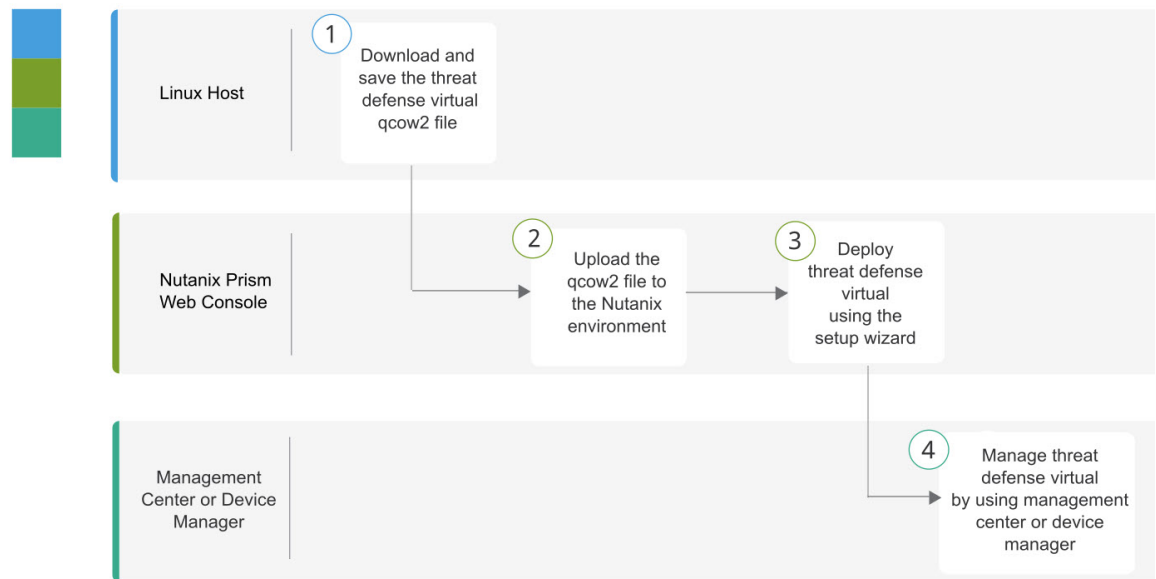 Linux Host
1
Download and
save the threat
defense virtual
qcow2 file
Nutanix Prism
Web Console
2
Upload the
qcow2 file to
the Nutanix
environment
3
Deploy
threat defense
virtual
using the
setup wizard
Management
Center or Device
Manager
4
Manage threat
defense virtual
by using management
center or device
manager